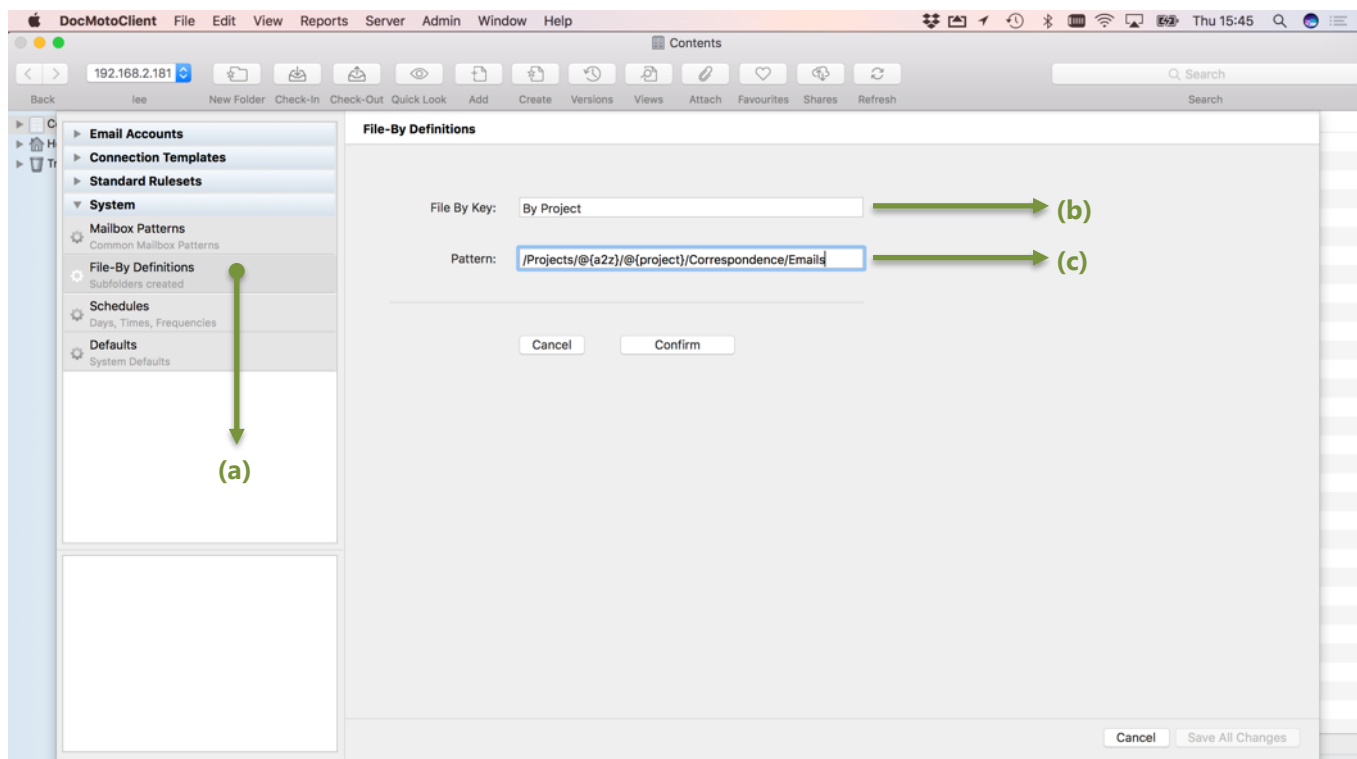 DocMotoClient File Edit View Reports Server Admin Window Help Thu 15:45
Contents
192.168.2.181 Search
Back lee New Folder Check-In Check-Out Quick Look Add Create Versions Views Attach Favourites Shares Refresh Search
C
H
Tr
Email Accounts
Connection Templates
Standard Rulesets
System
Mailbox Patterns
Common Mailbox Patterns
File-By Definitions
Subfolders created
Schedules
Days, Times, Frequencies
Defaults
System Defaults
(a)
File-By Definitions
File By Key: By Project (b)
Pattern: /Projects/@{a2z}/@{project}/Correspondence/Emails (c)
Cancel Confirm
Cancel Save All Changes